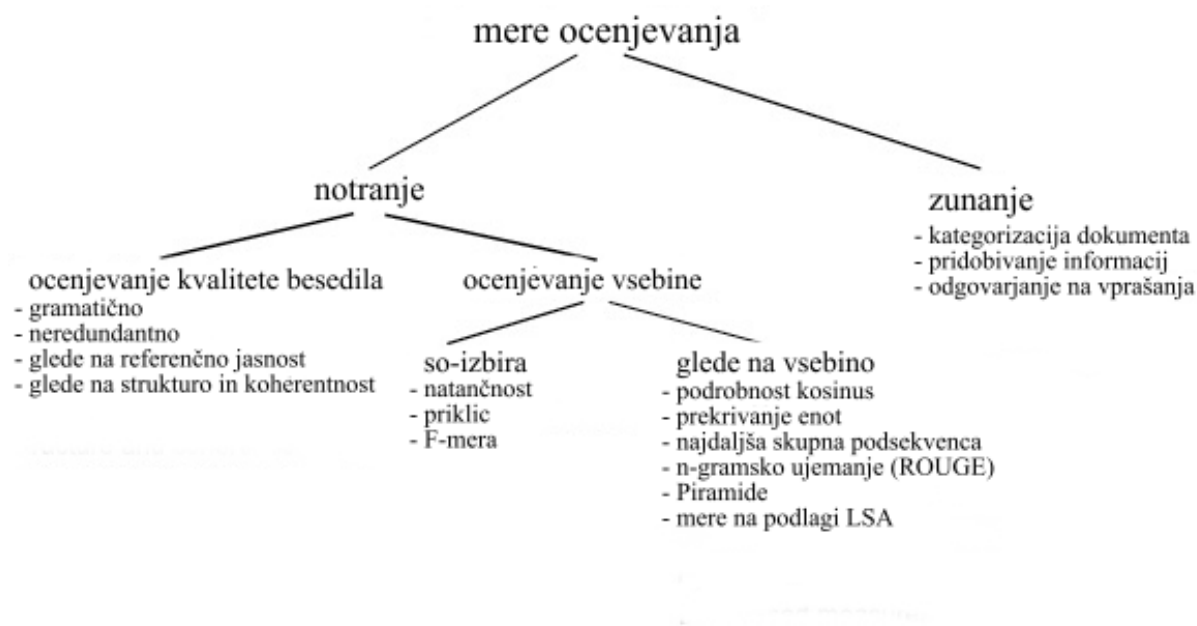 mere ocenjevanja
notranje
zunanje
- kategorizacija dokumenta
- pridobivanje informacij
- odgovarjanje na vprašanja
ocenjevanje kvalitete besedila
- gramatično
- neredundantno
- glede na referenčno jasnost
- glede na strukturo in koherentnost
ocenjevanje vsebine
so-izbira
- natančnost
- priklic
- F-mera
glede na vsebino
- podrobnost kosinus
- prekrivanje enot
- najdaljša skupna podsekvenca
- n-gramsko ujemanje (ROUGE)
- Piramide
- mere na podlagi LSA